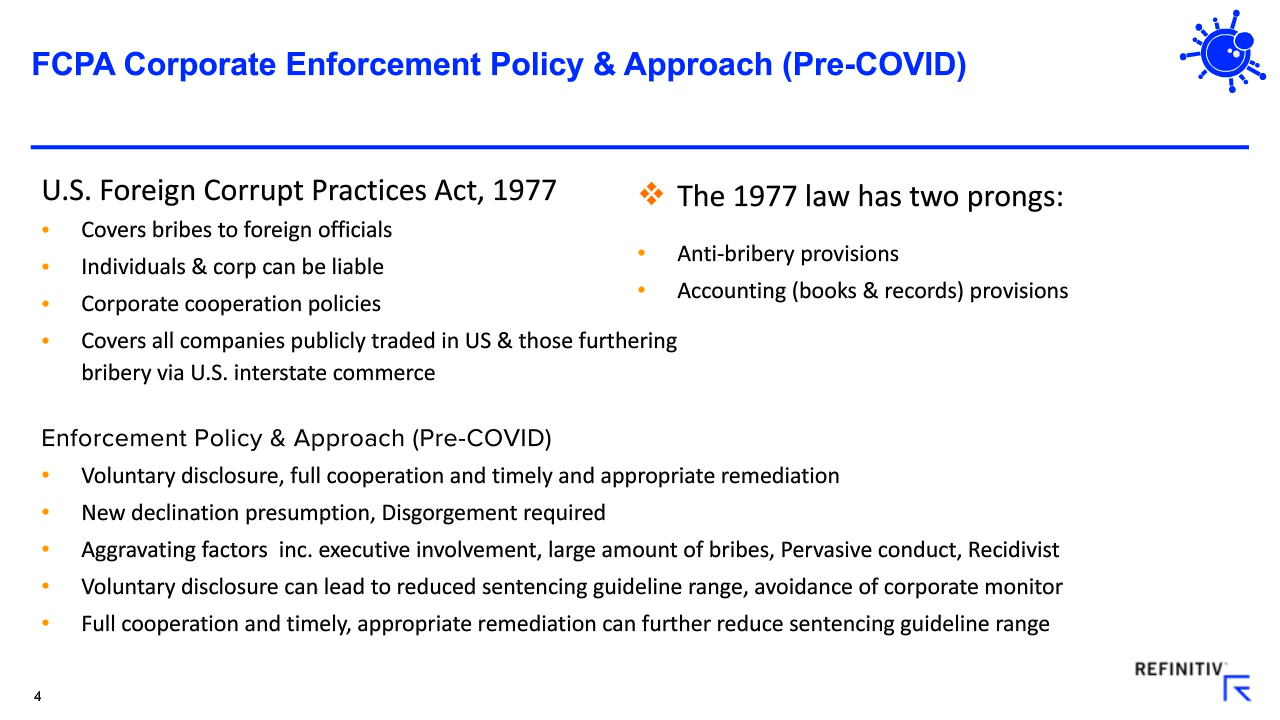 FCPA Corporate Enforcement Policy & Approach (Pre-COVID)
U.S. Foreign Corrupt Practices Act, 1977
• Covers bribes to foreign officials
• Individuals & corp can be liable
• Corporate cooperation policies
• Covers all companies publicly traded in US & those furthering
bribery via U.S. interstate commerce
❖ The 1977 law has two prongs:
• Anti-bribery provisions
• Accounting (books & records) provisions
Enforcement Policy & Approach (Pre-COVID)
• Voluntary disclosure, full cooperation and timely and appropriate remediation
• New declination presumption, Disgorgement required
• Aggravating factors  inc. executive involvement, large amount of bribes, Pervasive conduct, Recidivist
• Voluntary disclosure can lead to reduced sentencing guideline range, avoidance of corporate monitor
• Full cooperation and timely, appropriate remediation can further reduce sentencing guideline range
REFINITIV
4